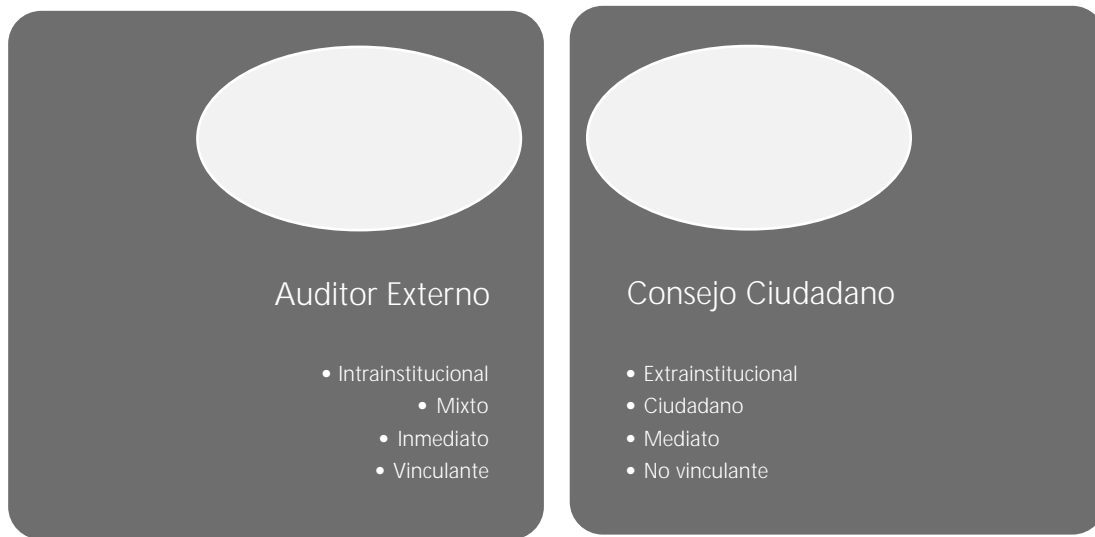 Auditor Externo
• Intrainstitucional
• Mixto
• Inmediato
• Vinculante
Consejo Ciudadano
• Extrainstitucional
• Ciudadano
• Mediato
• No vinculante